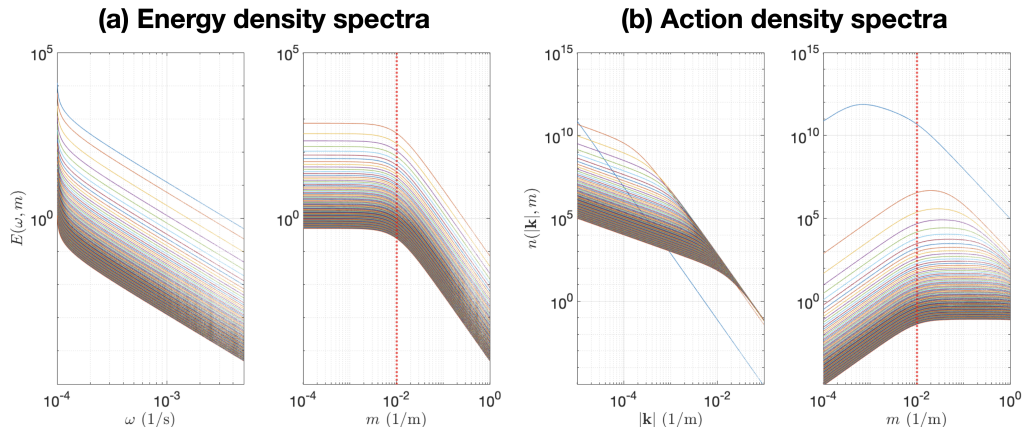 (a) Energy density spectra
(b) Action density spectra
E(ω, m)
10^5
10^0
10^-4
10^-3
ω (1/s)
10^5
10^0
10^-4
10^-2
10^0
m (1/m)
n(|k|, m)
10^15
10^10
10^5
10^0
10^-4
10^-2
|k| (1/m)
10^15
10^10
10^5
10^0
10^-4
10^-2
10^0
m (1/m)